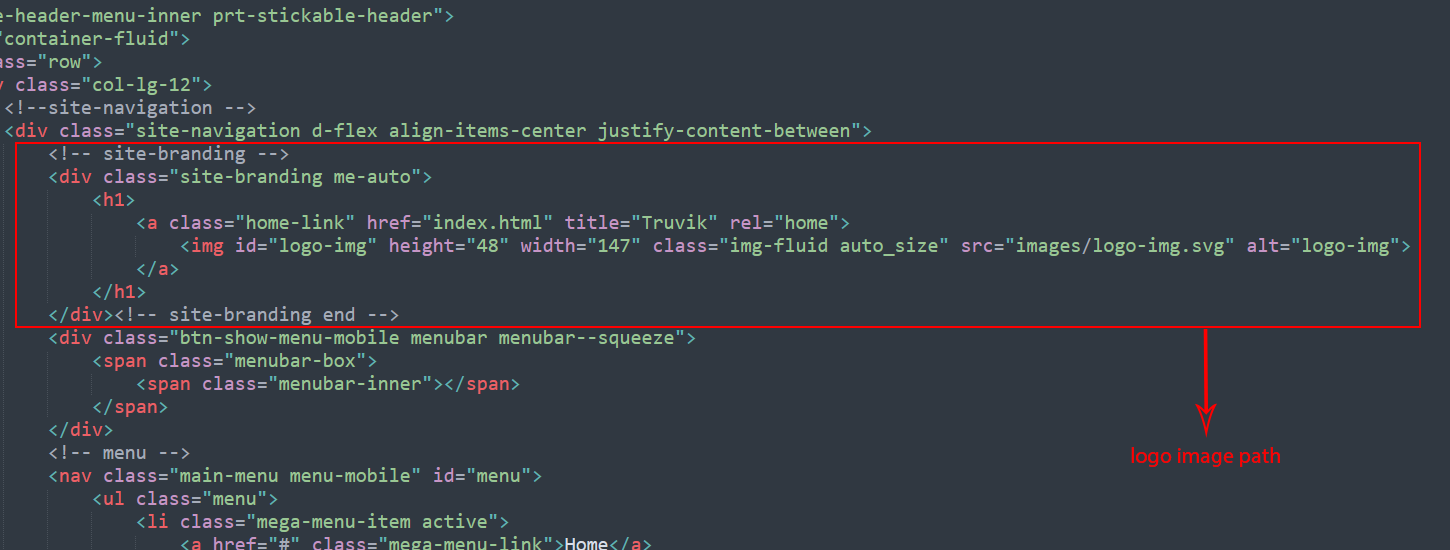 e-header-menu-inner prt-stickable-header">
"container-fluid">
ass="row">
v class="col-lg-12">
<!--site-navigation -->
<div class="site-navigation d-flex align-items-center justify-content-between">
<!-- site-branding -->
<div class="site-branding me-auto">
<h1>
<a class="home-link" href="index.html" title="Truvik" rel="home">
<img id="logo-img" height="48" width="147" class="img-fluid auto_size" src="images/logo-img.svg" alt="logo-img">
</a>
</h1>
</div><!-- site-branding end -->
<div class="btn-show-menu-mobile menubar menubar--squeeze">
<span class="menubar-box">
<span class="menubar-inner"></span>
</span>
</div>
<!-- menu -->
logo image path
<nav class="main-menu menu-mobile" id="menu">
<ul class="menu">
<li class="mega-menu-item active">
<a href="#" class="mega-menu-link">Home</a>